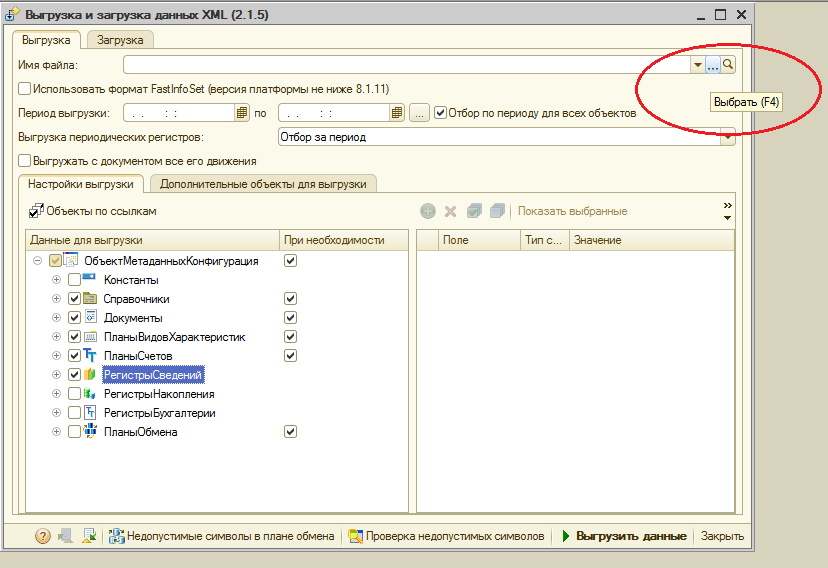 Выгрузка и загрузка данных XML (2.1.5)
Выгрузка Загрузка
Имя файла: ...
Использовать формат FastInfoSet (версия платформы не ниже 8.1.11)
Выбрать (F4)
Период выгрузки: . . : : по . . : : ... Отбор по периоду для всех объектов
Выгрузка периодических регистров: Отбор за период
Выгружать с документом все его движения
Настройки выгрузки Дополнительные объекты для выгрузки
Объекты по ссылкам Показать выбранные
Данные для выгрузки При необходимости Поле Тип с... Значение
ОбъектМетаданныхКонфигурация
Константы
Справочники
Документы
ПланыВидовХарактеристик
ПланыСчетов
РегистрыСведений
РегистрыНакопления
РегистрыБухгалтерии
ПланыОбмена
Недопустимые символы в плане обмена Проверка недопустимых символов Выгрузить данные Закрыть